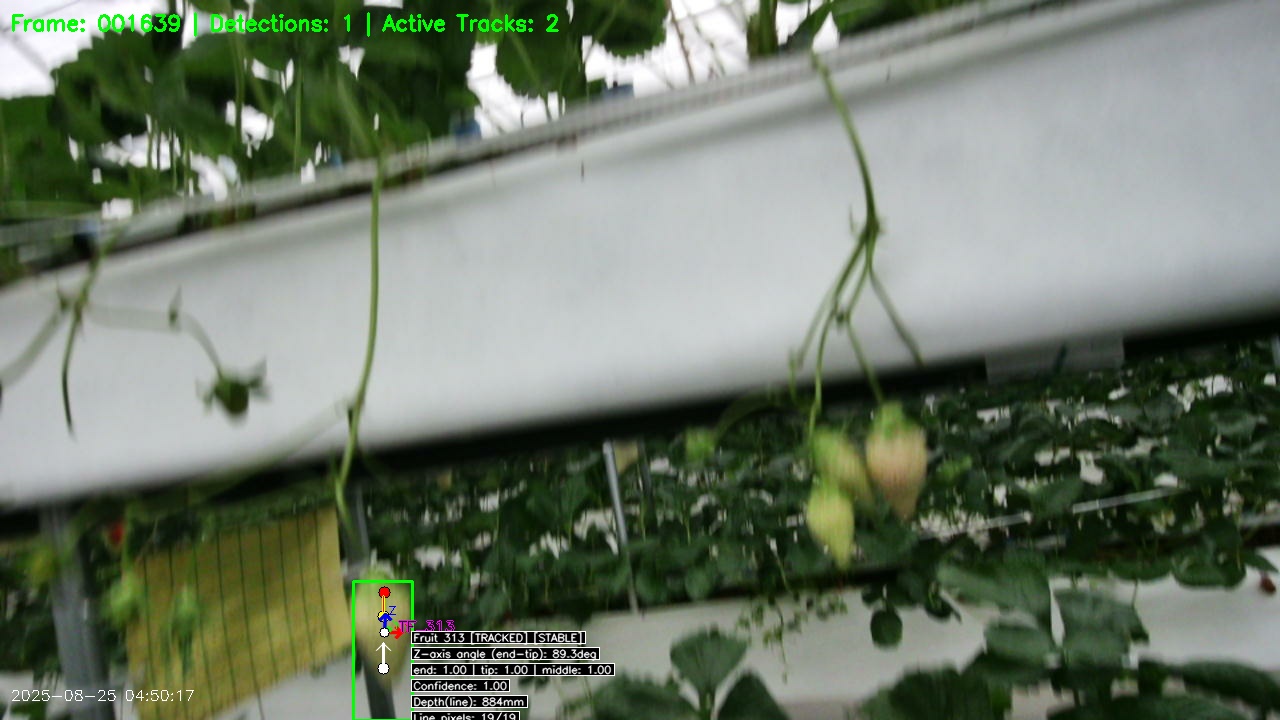 Frame: 001639 | Detections: 1 | Active Tracks: 2
Z
TF_313
Fruit 313 [TRACKED] [STABLE]
Z-axis angle (end-tip): 89.3deg
end: 1.00 | tip: 1.00 | middle: 1.00
Confidence: 1.00
2025-08-25 04:50:17
Depth(line): 884mm
Line pixels: 19/19